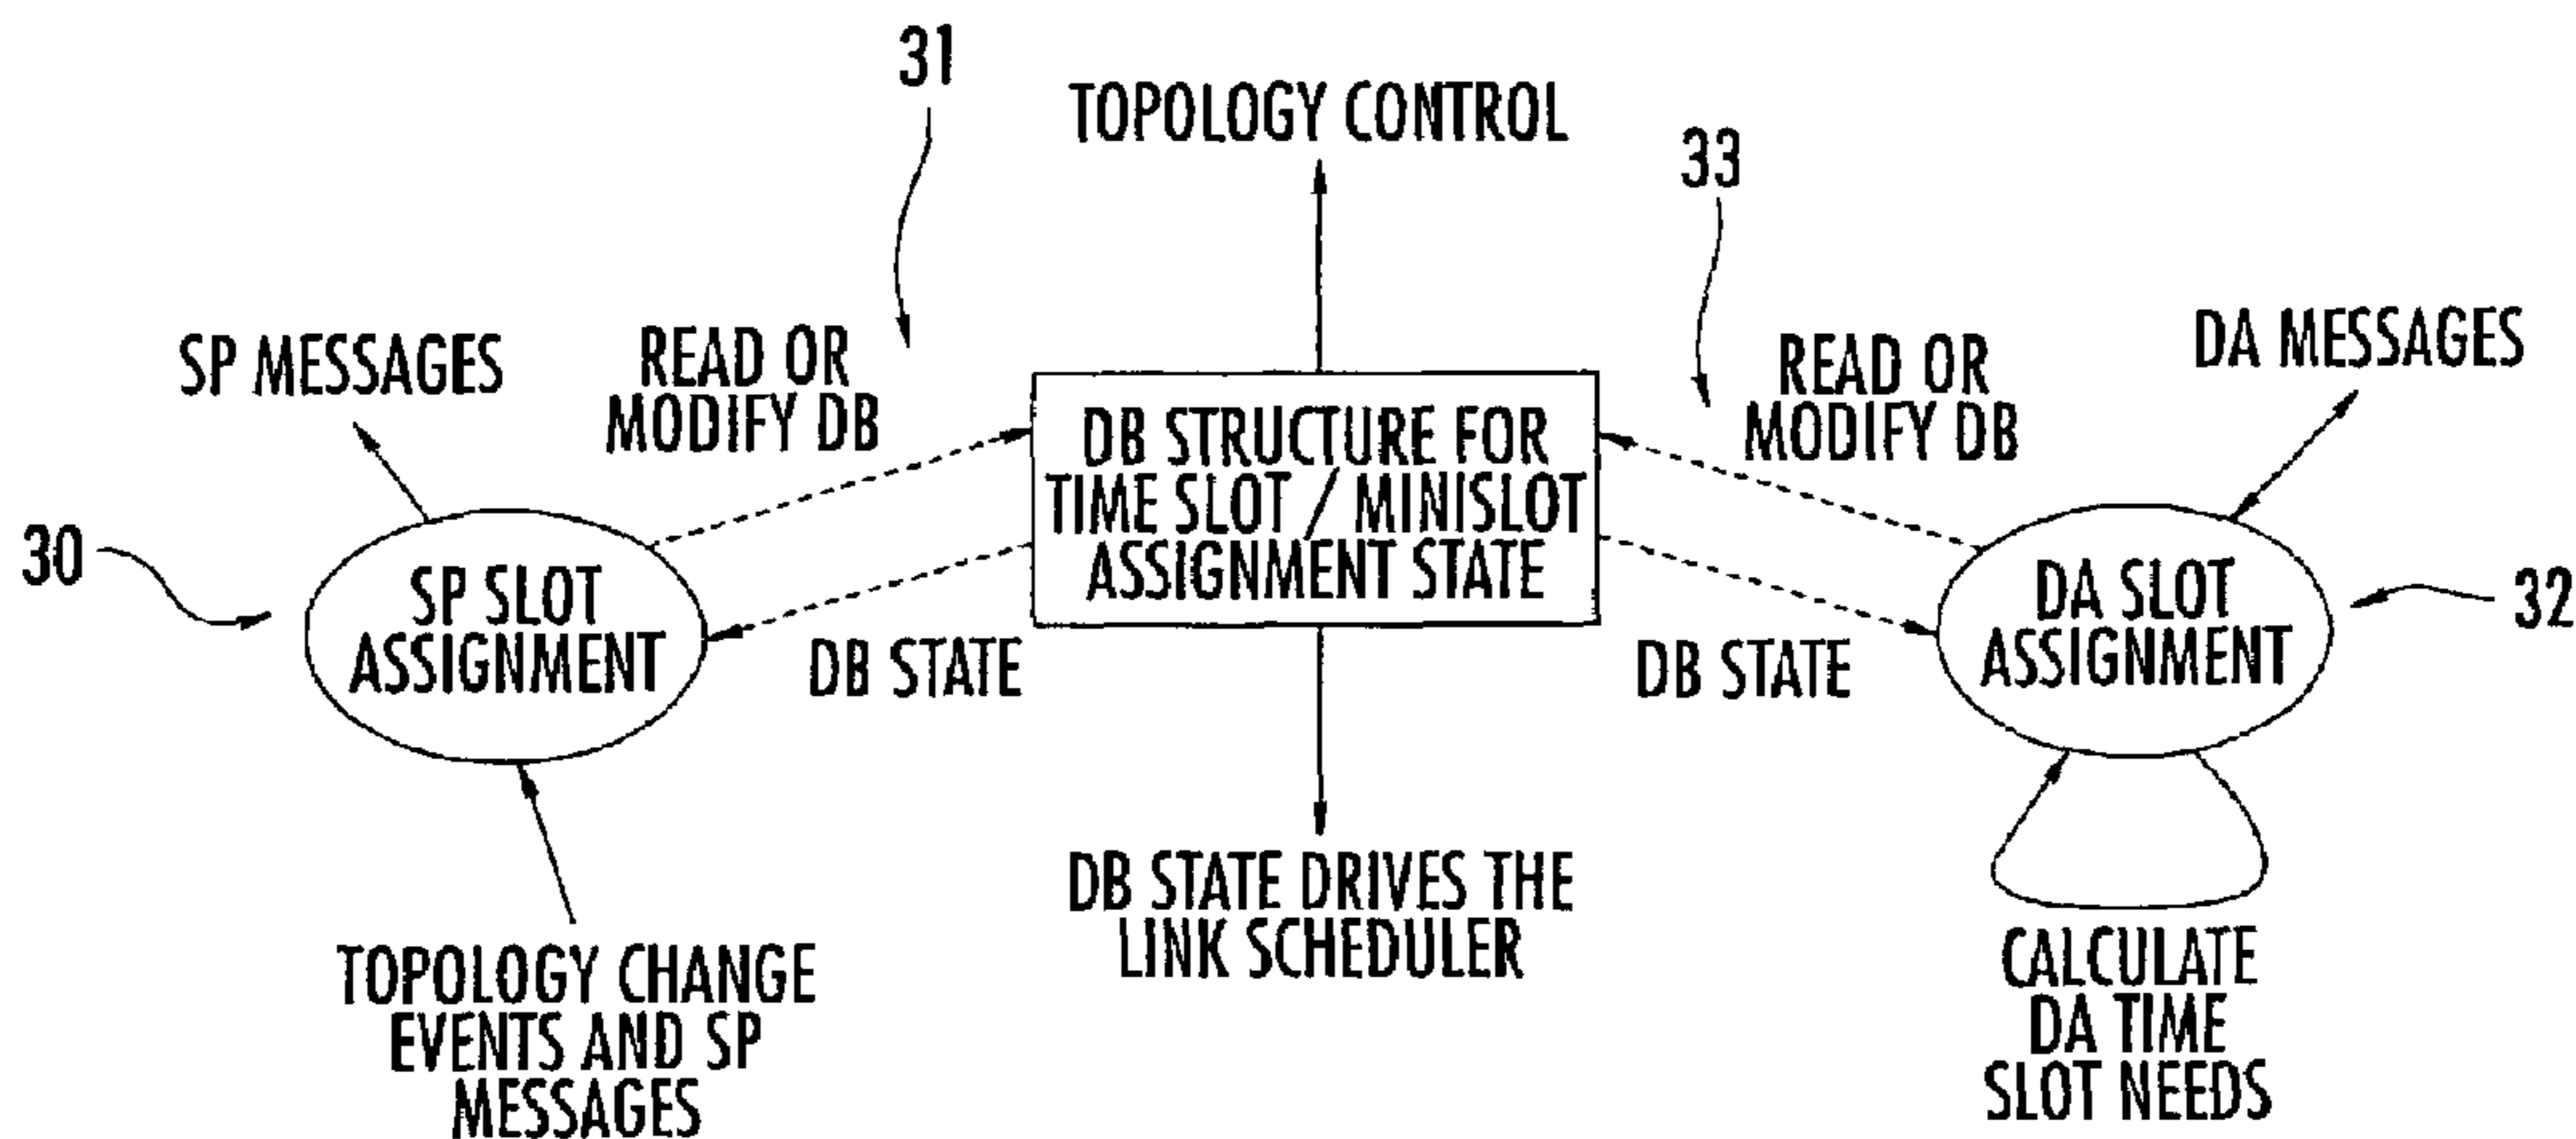 31
TOPOLOGY CONTROL
33
SP MESSAGES
READ OR
MODIFY DB
READ OR
MODIFY DB
DA MESSAGES
DB STRUCTURE FOR
TIME SLOT / MINISLOT
ASSIGNMENT STATE
30
SP SLOT
ASSIGNMENT
DB STATE
DB STATE
DA SLOT
ASSIGNMENT
32
TOPOLOGY CHANGE
EVENTS AND SP
MESSAGES
DB STATE DRIVES THE
LINK SCHEDULER
CALCULATE
DA TIME
SLOT NEEDS